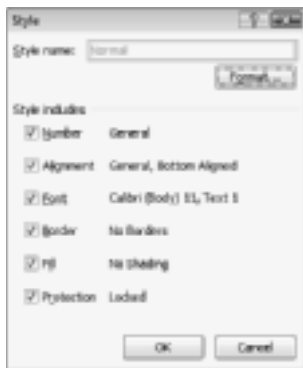 Style
Style name: Normal
Format...
Style includes
Number General
Alignment General, Bottom Aligned
Font Calibri (Body) 11, Text 1
Border No Borders
Fill No Shading
Protection Locked
OK Cancel